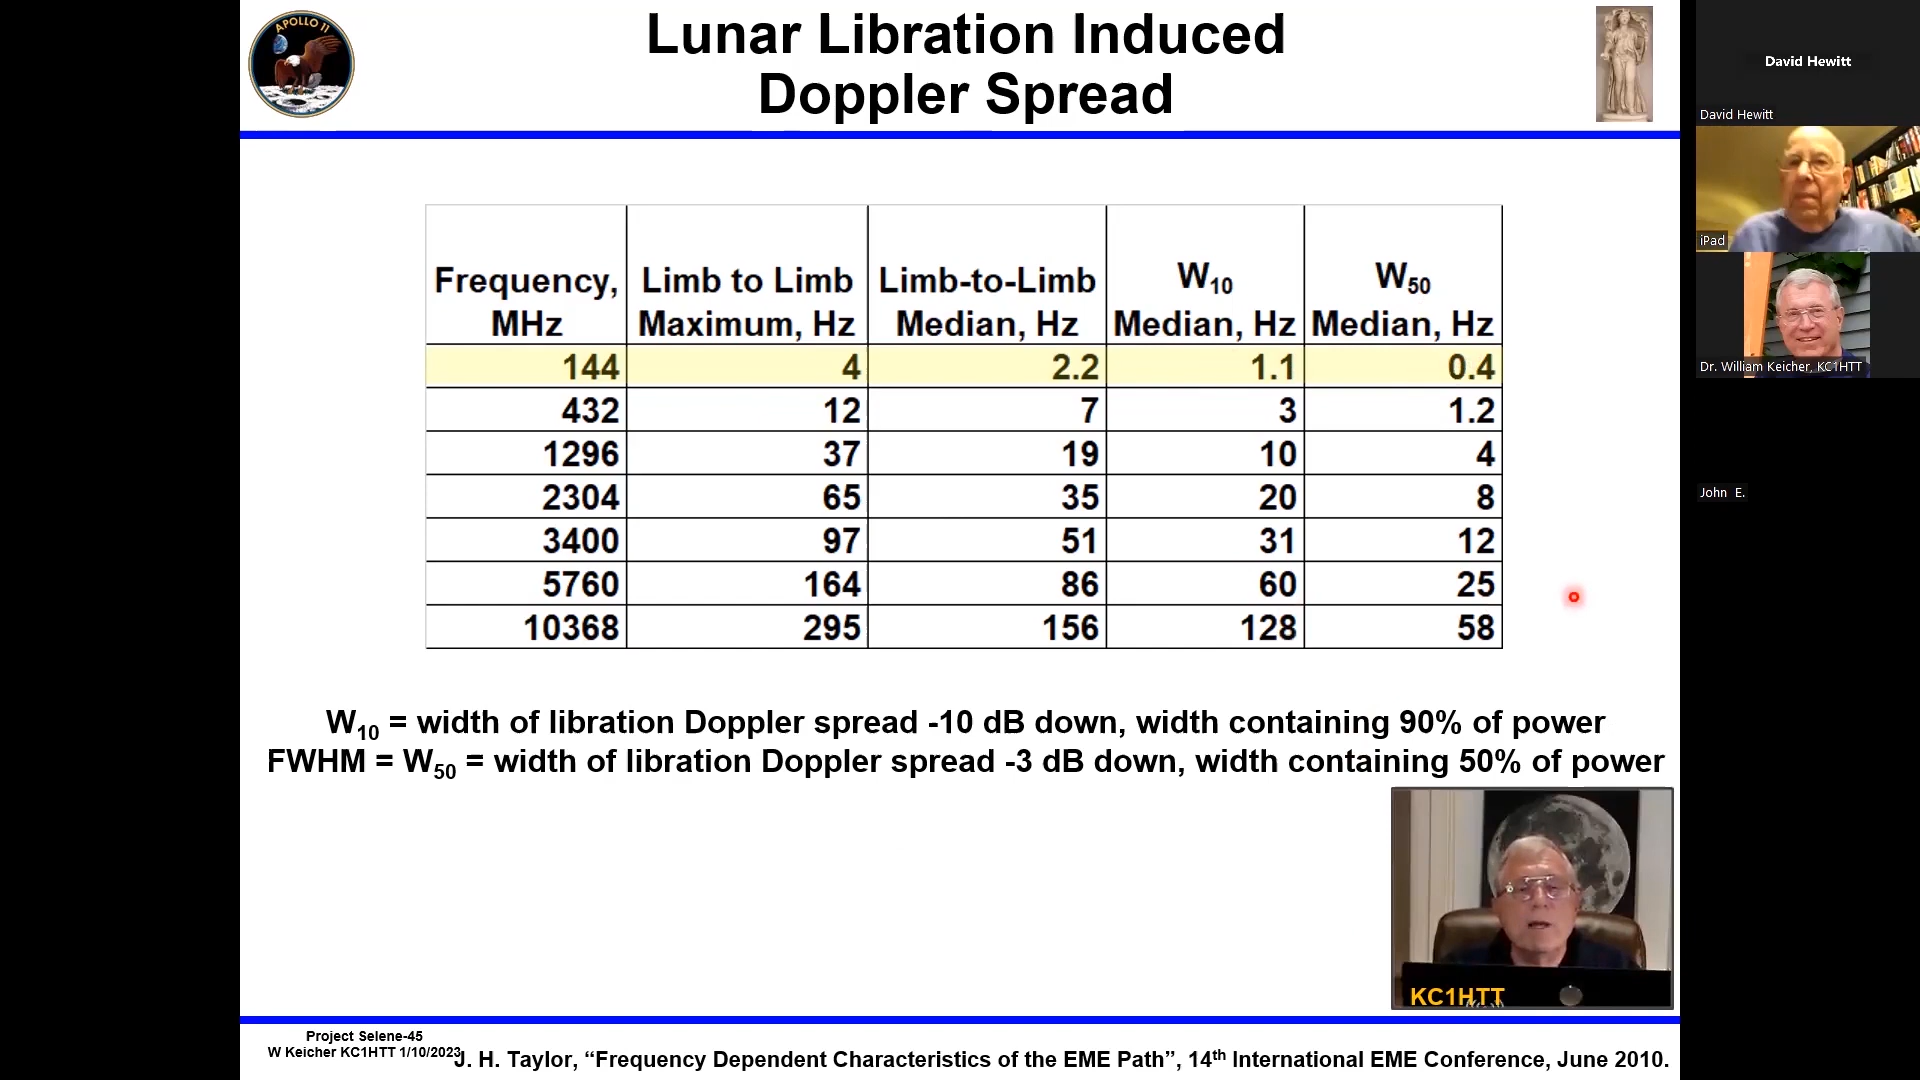 APOLLO 11
Lunar Libration Induced
Doppler Spread
Frequency, MHz | Limb to Limb Maximum, Hz | Limb-to-Limb Median, Hz | W10 Median, Hz | W50 Median, Hz
144 | 4 | 2.2 | 1.1 | 0.4
432 | 12 | 7 | 3 | 1.2
1296 | 37 | 19 | 10 | 4
2304 | 65 | 35 | 20 | 8
3400 | 97 | 51 | 31 | 12
5760 | 164 | 86 | 60 | 25
10368 | 295 | 156 | 128 | 58
W10 = width of libration Doppler spread -10 dB down, width containing 90% of power
FWHM = W50 = width of libration Doppler spread -3 dB down, width containing 50% of power
KC1HTT
Project Selene-45
W Keicher KC1HTT 1/10/2023
J. H. Taylor, “Frequency Dependent Characteristics of the EME Path”, 14th International EME Conference, June 2010.
David Hewitt
David Hewitt
iPad
Dr. William Keicher, KC1HTT
John E.